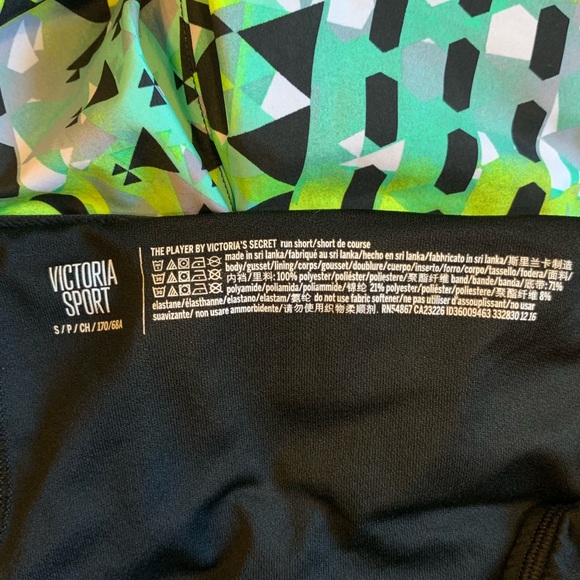 VICTORIA
SPORT
S / P / CH / 170/68A
THE PLAYER BY VICTORIA'S SECRET run short/short de course
made in sri lanka/fabriqué au sri lanka/hecho en sri lanka/fabbricato in sri lanka/斯里兰卡制造
body/gusset/lining/corps/gousset/doublure/cuerpo/inserto/forro/corpo/tassello/fodera/面料/
内裆/里料:100% polyester/poliéster/poliestere/聚酯纤维 band/bande/banda/底带:71%
polyamide/poliamida/poliammide/锦纶 21% polyester/poliéster/poliestere/聚酯纤维 8%
elastane/élasthanne/elastano/elastam/氨纶 do not use fabric softener/ne pas utiliser d'assouplissant/no usar
suavizante/ non usare ammorbidente/请勿使用织物柔顺剂. RN54867 CA23226 ID36009463 332830 12.16